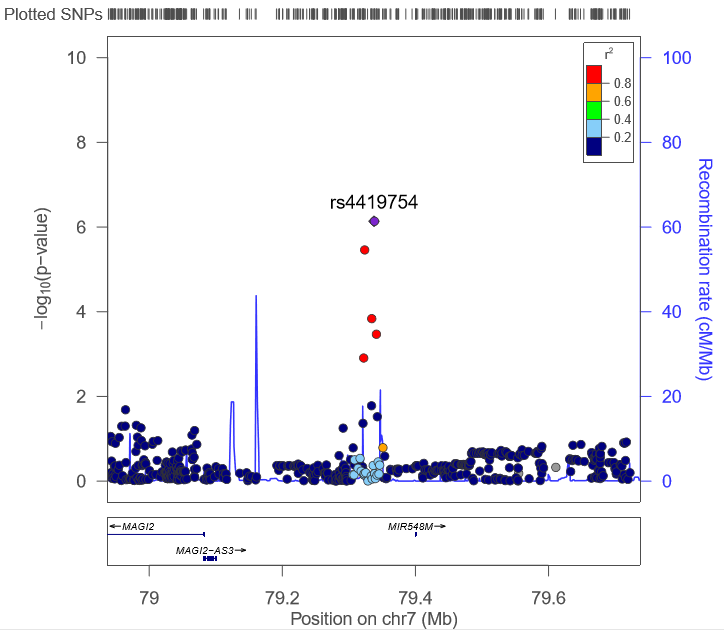 Plotted SNPs
10
8
6
4
2
0
−log10(p−value)
100
80
60
40
20
0
Recombination rate (cM/Mb)
r2
0.8
0.6
0.4
0.2
rs4419754
MAGI2
MIR548M
MAGI2−AS3
79
79.2
79.4
79.6
Position on chr7 (Mb)